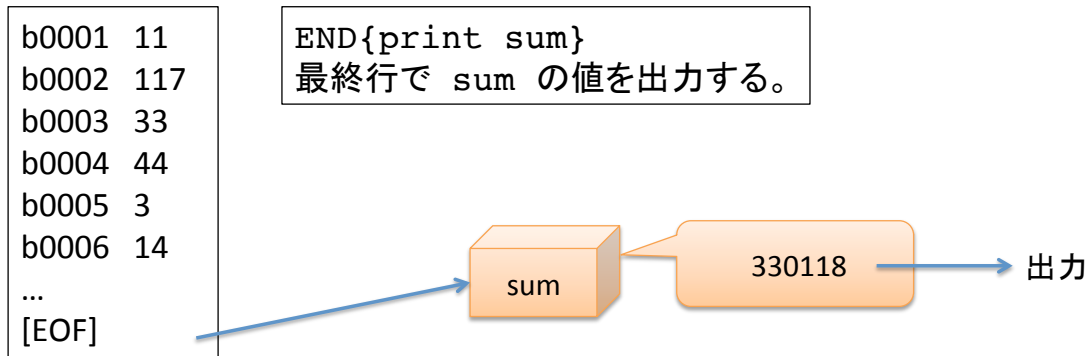 b0001 11
b0002 117
b0003 33
b0004 44
b0005 3
b0006 14
…
[EOF]
END{print sum}
最終行で sum の値を出力する。
sum
330118
出力